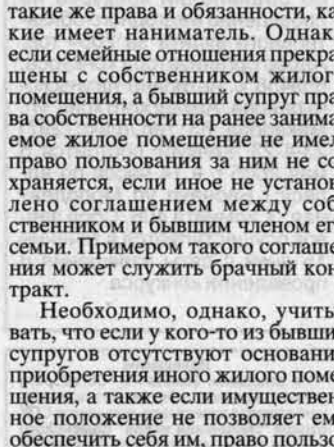 такие же права и обязанности, ка
кие имеет наниматель. Однак
если семейные отношения прекра
щены с собственником жилог
помещения, а бывший супруг пра
ва собственности на ранее занима
емое жилое помещение не имел
право пользования за ним не со
храняется, если иное не установ
лено соглашением между соб
ственником и бывшим членом ег
семьи. Примером такого соглаше
ния может служить брачный кон
тракт.
Необходимо, однако, учиты
вать, что если у кого-то из бывши
супругов отсутствуют основани
приобретения иного жилого поме
щения, а также если имуществен
ное положение не позволяет ем
обеспечить себя им, право польз